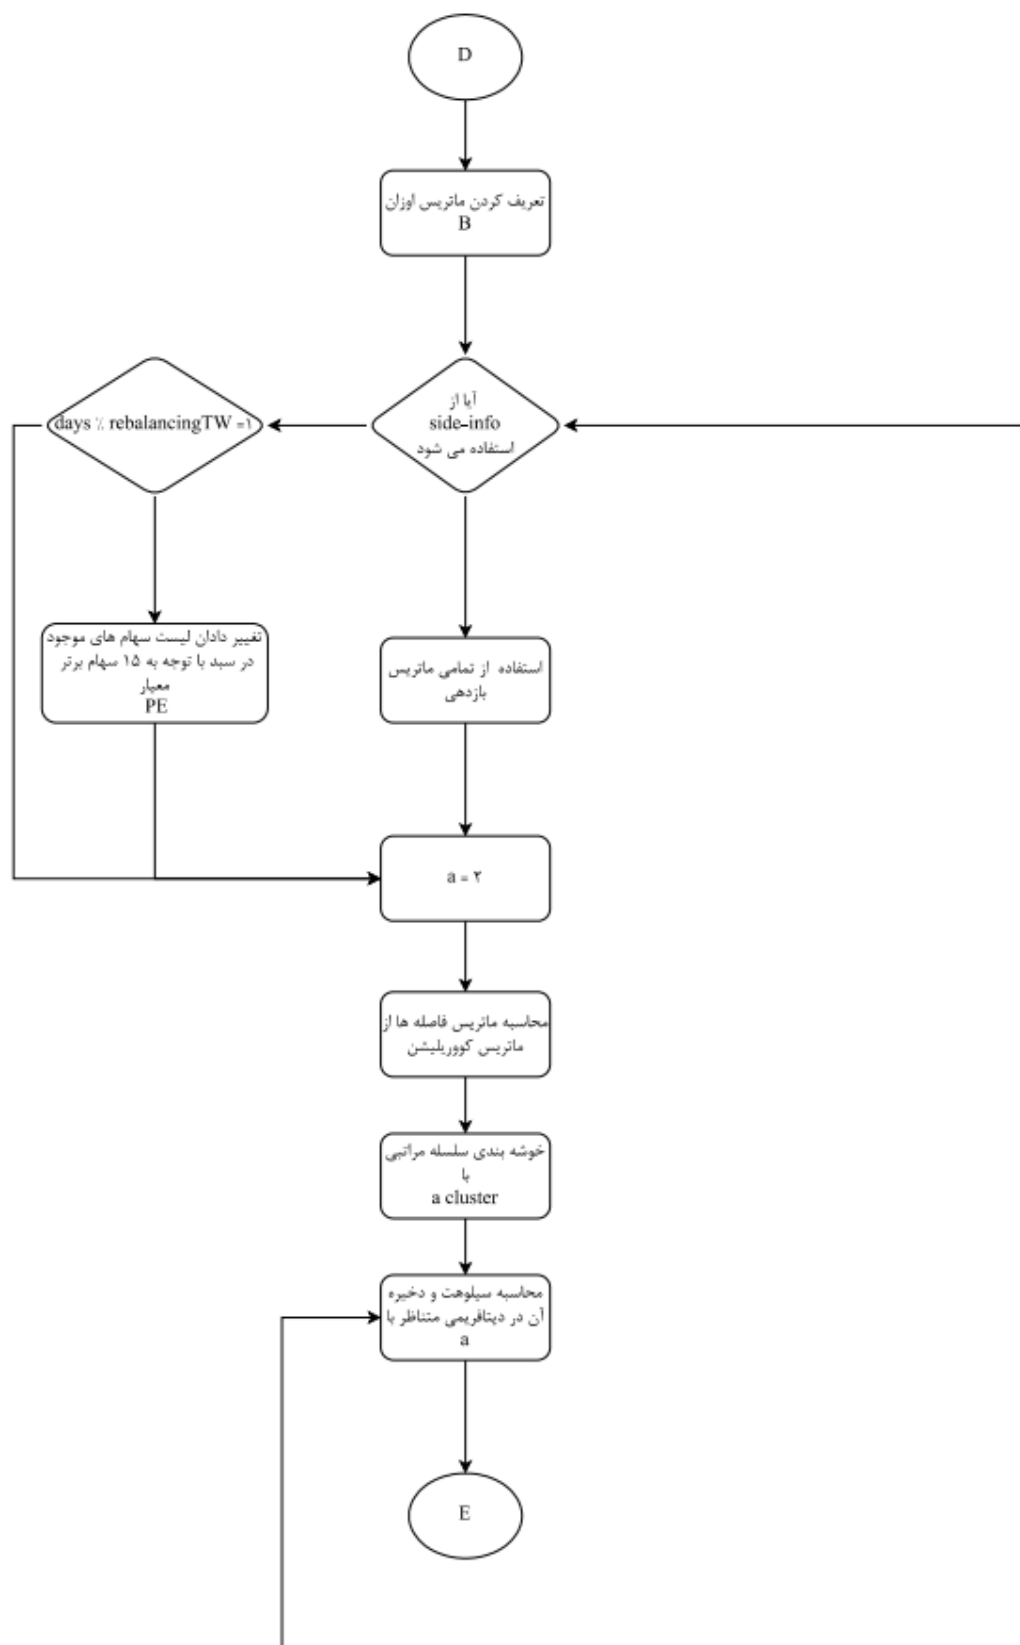 D
تعریف کردن ماتریس اوزان
B
آیا از
side-info
استفاده می شود
days ٪ rebalancingTW =۱
تغییر دادان لیست سهام های موجود
در سبد با توجه به ۱۵ سهام برتر
معیار
PE
استفاده از تمامی ماتریس
بازدهی
a = ۲
محاسبه ماتریس فاصله ها از
ماتریس کووریلیشن
خوشه بندی سلسله مراتبی
با
a cluster
محاسبه سیلوهت و دخیره
آن در دیتافریمی متناظر با
a
E